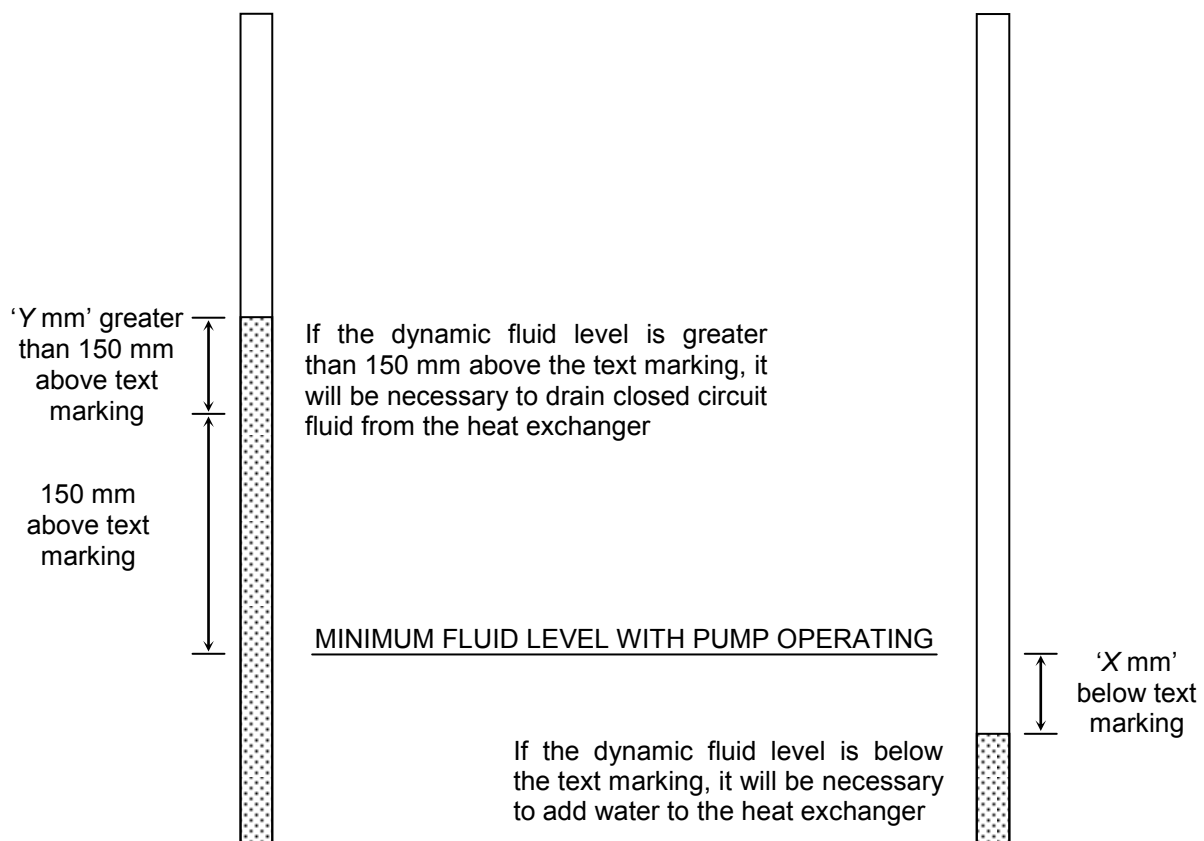 ‘Y mm’ greater
than 150 mm
above text
marking
If the dynamic fluid level is greater
than 150 mm above the text marking, it
will be necessary to drain closed circuit
fluid from the heat exchanger
150 mm
above text
marking
MINIMUM FLUID LEVEL WITH PUMP OPERATING
‘X mm’
below text
marking
If the dynamic fluid level is below
the text marking, it will be necessary
to add water to the heat exchanger